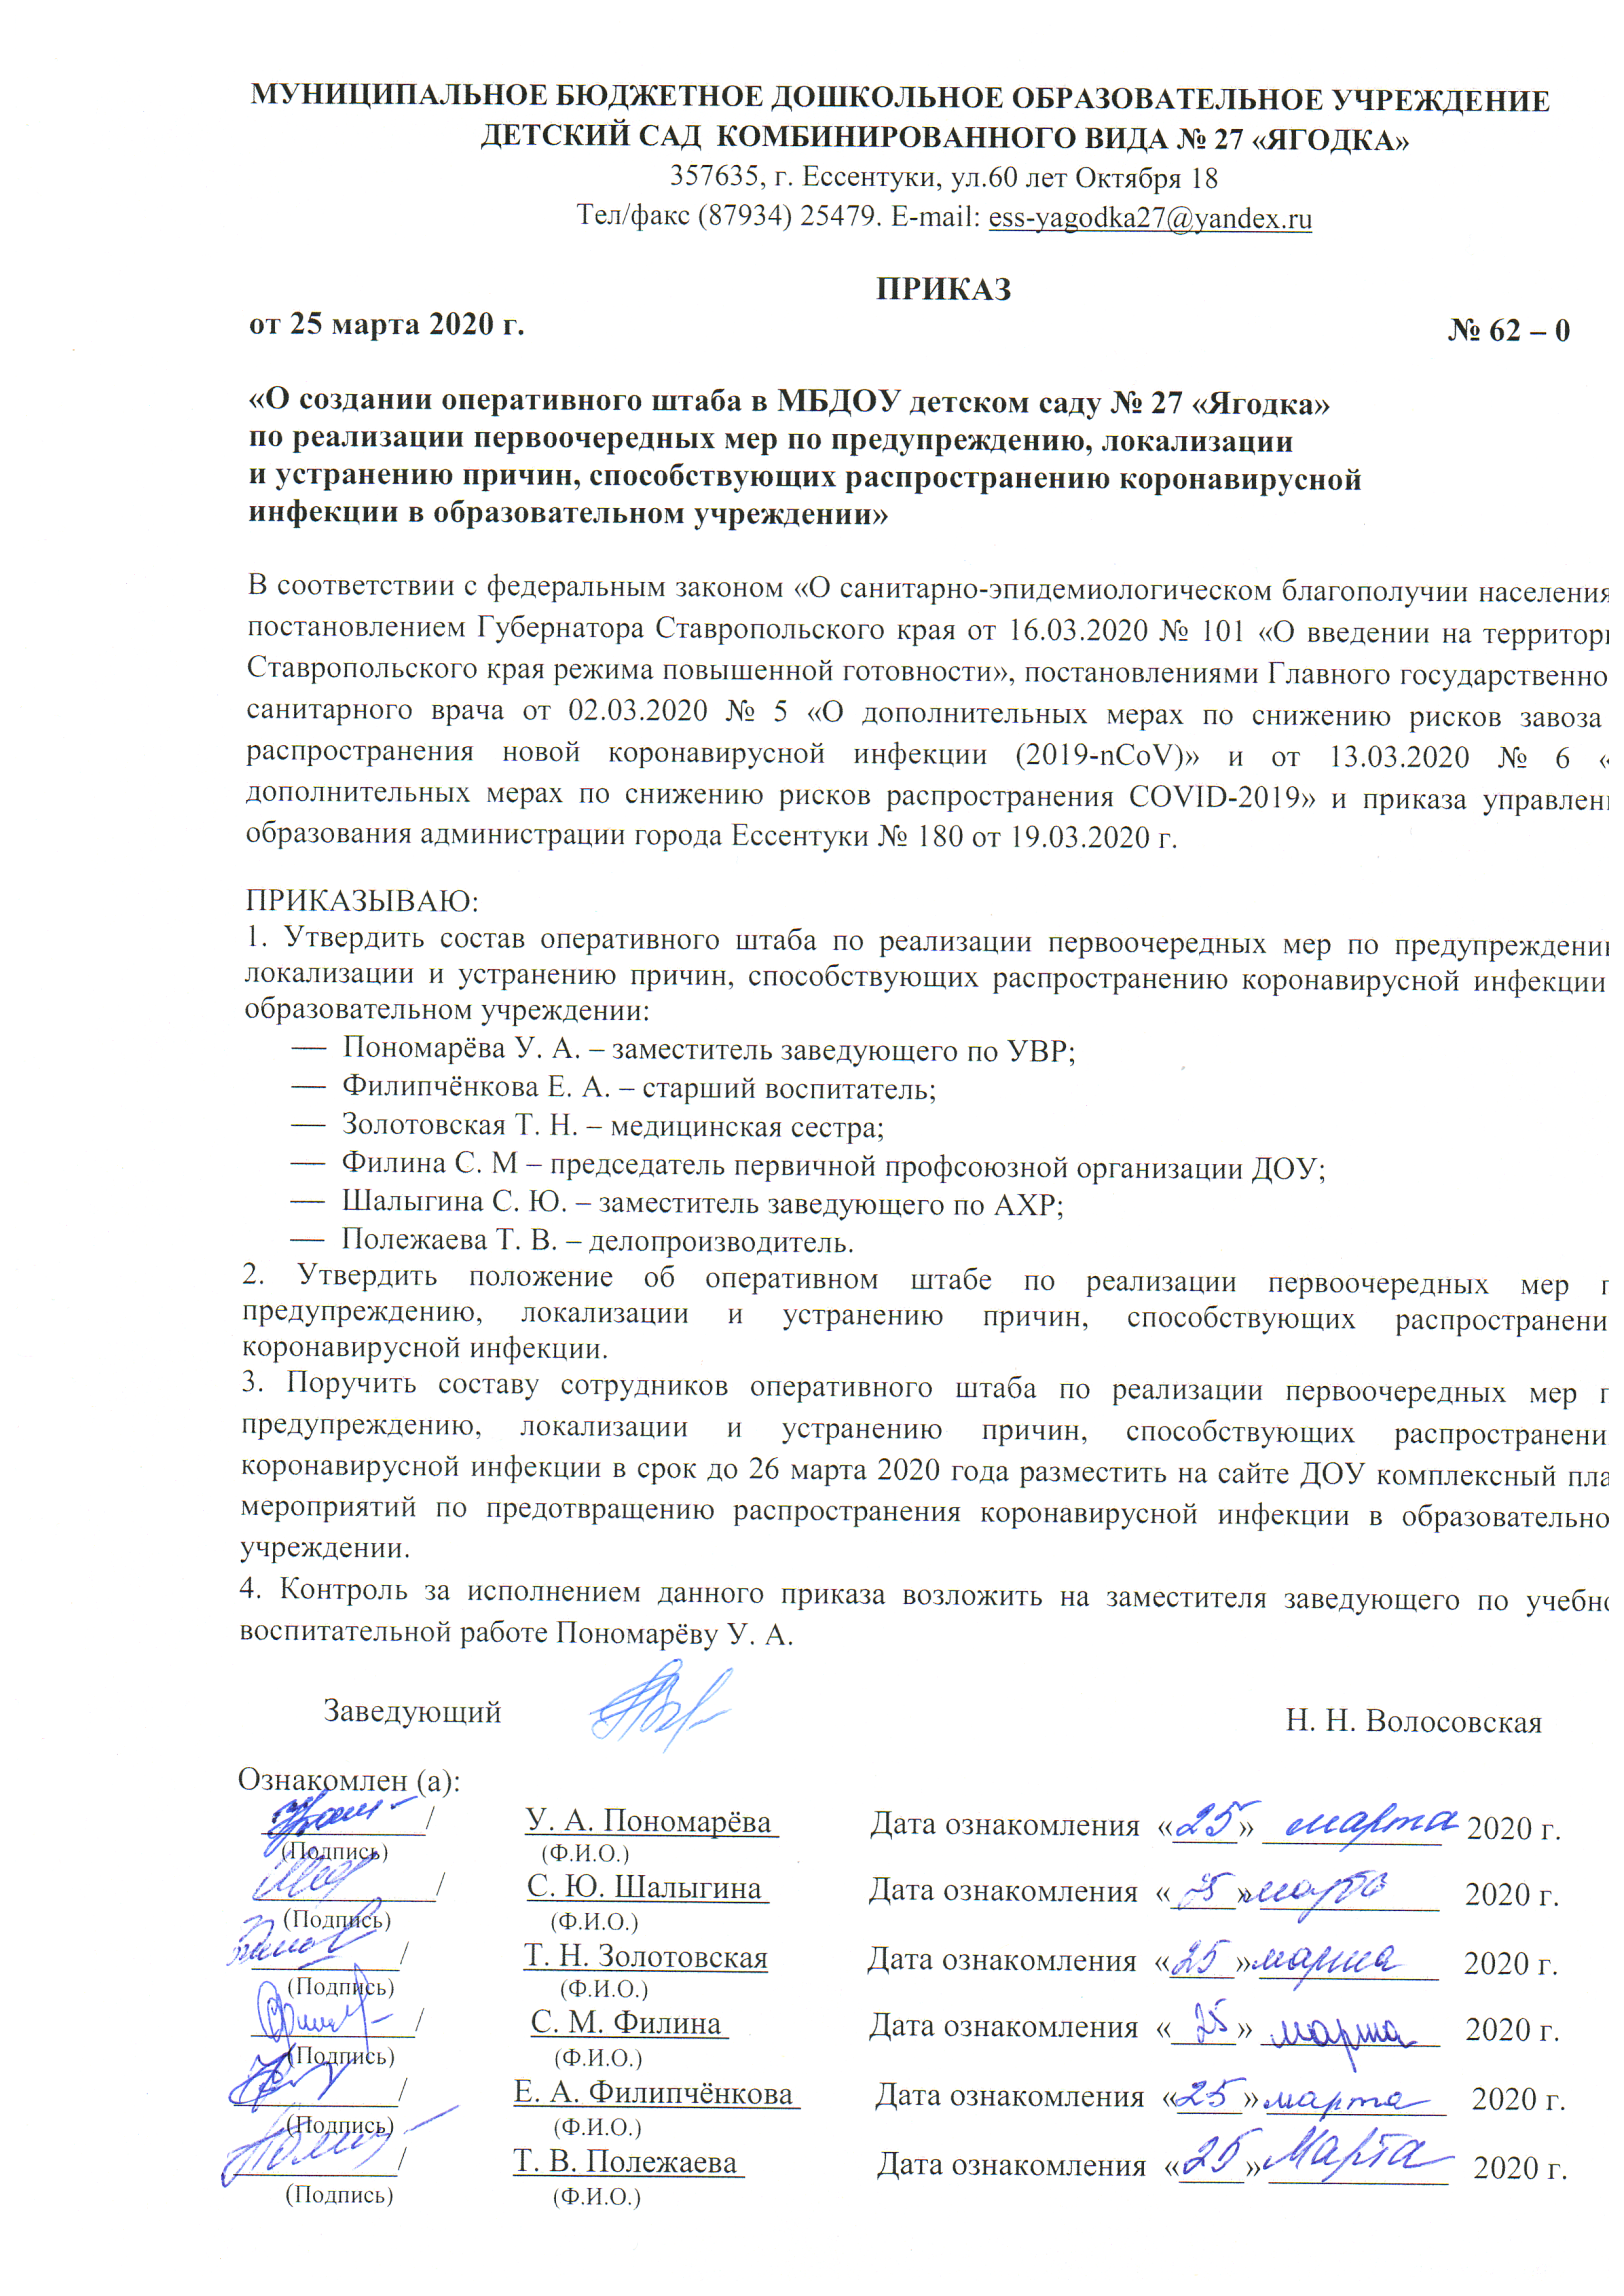 МУНИЦИПАЛЬНОЕ БЮДЖЕТНОЕ ДОШКОЛЬНОЕ ОБРАЗОВАТЕЛЬНОЕ УЧРЕЖДЕНИЕ
ДЕТСКИЙ САД КОМБИНИРОВАННОГО ВИДА № 27 «ЯГОДКА»
357635, г. Ессентуки, ул.60 лет Октября 18
Тел/факс (87934) 25479. E-mail: ess-yagodka27@yandex.ru
ПРИКАЗ
от 25 марта 2020 г. № 62 – 0
«О создании оперативного штаба в МБДОУ детском саду № 27 «Ягодка»
по реализации первоочередных мер по предупреждению, локализации
и устранению причин, способствующих распространению коронавирусной
инфекции в образовательном учреждении»
В соответствии с федеральным законом «О санитарно-эпидемиологическом благополучии населения
постановлением Губернатора Ставропольского края от 16.03.2020 № 101 «О введении на территор
Ставропольского края режима повышенной готовности», постановлениями Главного государственно
санитарного врача от 02.03.2020 № 5 «О дополнительных мерах по снижению рисков завоза
распространения новой коронавирусной инфекции (2019-nCoV)» и от 13.03.2020 № 6 «
дополнительных мерах по снижению рисков распространения COVID-2019» и приказа управлен
образования администрации города Ессентуки № 180 от 19.03.2020 г.
ПРИКАЗЫВАЮ:
1. Утвердить состав оперативного штаба по реализации первоочередных мер по предупреждени
локализации и устранению причин, способствующих распространению коронавирусной инфекции
образовательном учреждении:
— Пономарёва У. А. – заместитель заведующего по УВР;
— Филипчёнкова Е. А. – старший воспитатель;
— Золотовская Т. Н. – медицинская сестра;
— Филина С. М – председатель первичной профсоюзной организации ДОУ;
— Шалыгина С. Ю. – заместитель заведующего по АХР;
— Полежаева Т. В. – делопроизводитель.
2. Утвердить положение об оперативном штабе по реализации первоочередных мер п
предупреждению, локализации и устранению причин, способствующих распространени
коронавирусной инфекции.
3. Поручить составу сотрудников оперативного штаба по реализации первоочередных мер п
предупреждению, локализации и устранению причин, способствующих распространени
коронавирусной инфекции в срок до 26 марта 2020 года разместить на сайте ДОУ комплексный пла
мероприятий по предотвращению распространения коронавирусной инфекции в образовательно
учреждении.
4. Контроль за исполнением данного приказа возложить на заместителя заведующего по учебно
воспитательной работе Пономарёву У. А.
Заведующий Н. Н. Волосовская
Ознакомлен (а):
/ У. А. Пономарёва Дата ознакомления «25» марта 2020 г.
(Подпись) (Ф.И.О.)
/ С. Ю. Шалыгина Дата ознакомления «25» марта 2020 г.
(Подпись) (Ф.И.О.)
/ Т. Н. Золотовская Дата ознакомления «25» марта 2020 г.
(Подпись) (Ф.И.О.)
/ С. М. Филина Дата ознакомления «25» марта 2020 г.
(Подпись) (Ф.И.О.)
/ Е. А. Филипчёнкова Дата ознакомления «25» марта 2020 г.
(Подпись) (Ф.И.О.)
/ Т. В. Полежаева Дата ознакомления «25» Марта 2020 г.
(Подпись) (Ф.И.О.)